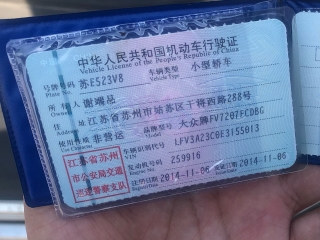 中华人民共和国机动车行驶证
Vehicle License of the People's Republic of China
号牌号码 苏E523V8 车辆类型 小型轿车
Vehicle Type
所有人 谢端总
住址 江苏省苏州市姑苏区干将西路288号
使用性质 非营运 品牌型号 大众牌FV7207FCDBG
江苏省苏州 车辆识别代号 LFV3A23C0E3155013
VIN
市公安局交通 发动机号码 259916
巡逻警察支队 注册日期 2014-11-06 发证日期 2014-11-06